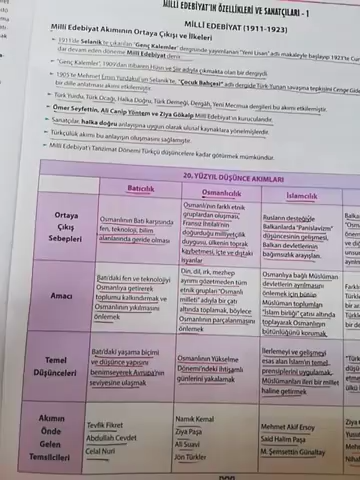 MİLLÎ EDEBİYAT'IN ÖZELLİKLERİ VE SANATÇILARI - 1
MİLLÎ EDEBİYAT (1911-1923)
Millî Edebiyat Akımının Ortaya Çıkışı ve İlkeleri
1911'de Selanik'te çıkarılan "Genç Kalemler" dergisinde yayınlanan "Yeni Lisan" adlı makaleyle başlayıp 1923'te Cum
dar devam eden döneme Millî Edebiyat denir.
"Genç Kalemler", 1909'dan itibaren Hüsn ve Şiir adıyla çıkmakta olan bir dergiydi.
1905'te Mehmet Emin Yurdakul'un Selanik'te, "Çocuk Bahçesi" adlı dergide Türk-Yunan savaşına tepkisini Cenge Gide
bir dille anlatması akımı etkilemiştir.
Türk Yurdu, Türk Ocağı, Halka Doğru, Türk Derneği, Dergâh, Yeni Mecmua dergileri bu akımı etkilemiştir.
Ömer Seyfettin, Ali Canip Yöntem ve Ziya Gökalp Millî Edebiyat'ın kurucularıdır.
Sanatçılar, halka doğru anlayışına uygun olarak ulusal kaynaklara yönelmişlerdir.
Türkçülük akımı bu anlayışın oluşmasını sağlamıştır.
Millî Edebiyat'ı Tanzimat Dönemi Türkçü düşüncelere kadar götürmek mümkündür.
20. YÜZYIL DÜŞÜNCE AKIMLARI
Batıcılık
Osmanlıcılık
İslamcılık
Ortaya
Çıkış
Sebepleri
Osmanlının Batı karşısında
fen, teknoloji, bilim
alanlarında geride olması
Osmanlı'nın farklı etnik
gruplardan oluşması,
Fransız İhtilali'nin
doğurduğu milliyetçilik
duygusu, ülkenin toprak
kaybetmesi, içte ve dıştaki
isyanlar
Rusların desteğiyle
Balkanlarda "Panislavizm"
düşüncesinin gelişmesi,
Balkan devletlerinin
bağımsızlık arayışları.
Amacı
Batı'daki fen ve teknolojiyi
Osmanlıya getirerek
toplumu kalkındırmak ve
Osmanlının yıkılmasını
önlemek
Din, dil, ırk, mezhep
ayrımı gözetmeden tüm
etnik grupları "Osmanlı
milleti" adıyla bir çatı
altında toplamak, böylece
Osmanlının parçalanmasını
önlemek
Osmanlıya bağlı Müslüman
devletlerin ayrılmasını
önlemek için bütün
Müslüman toplumları
"İslam birliği" çatısı altında
toplayarak Osmanlının
bütünlüğünü korumak.
Temel
Düşünceleri
Batı'daki yaşama biçimi
ve düşünce yapısını
benimseyerek Avrupa'nın
seviyesine ulaşmak
Osmanlının Yükselme
Dönemi'ndeki ihtişamlı
günlerini yakalamak
İlerlemeyi ve gelişmeyi
esas alan İslam'ın temel
prensiplerini uygulamak,
Müslümanları ileri bir millet
haline getirmek
Akımın
Önde
Gelen
Temsilcileri
Tevfik Fikret
Abdullah Cevdet
Celal Nuri
Namık Kemal
Ziya Paşa
Ali Suavi
Jön Türkler
Mehmet Akif Ersoy
Said Halim Paşa
M. Şemsettin Günaltay